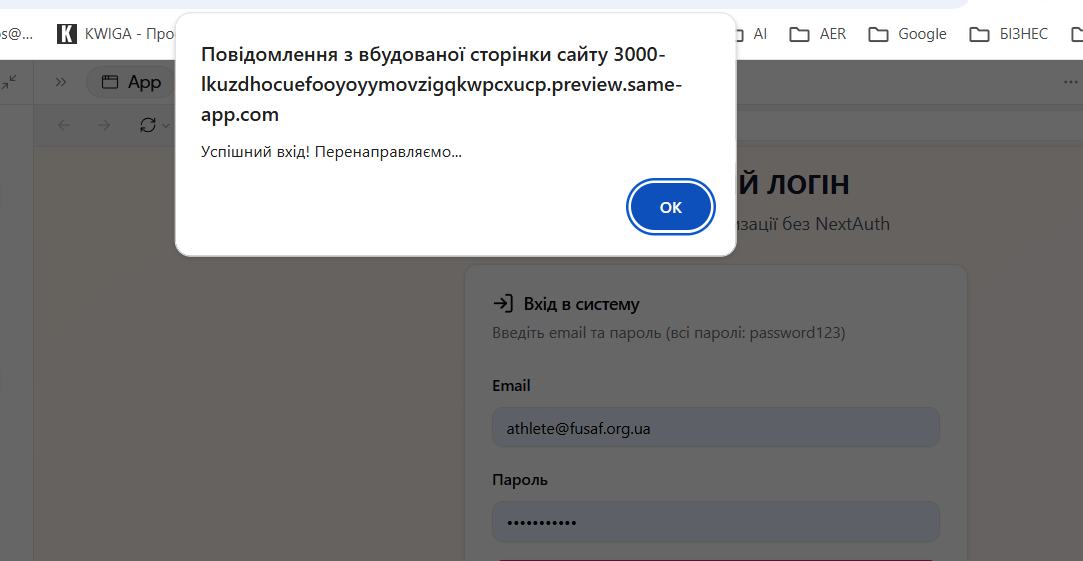 s@...
KWIGA - Про
AI
AER
Google
БІЗНЕС
Повідомлення з вбудованої сторінки сайту 3000-
lkuzdhocuefooyoyymovzigqkwpcxucp.preview.same-
app.com
Успішний вхід! Перенаправляємо...
OK
App
Й ЛОГІН
изації без NextAuth
Вхід в систему
Введіть email та пароль (всі паролі: password123)
Email
athlete@fusaf.org.ua
Пароль
•••••••••••